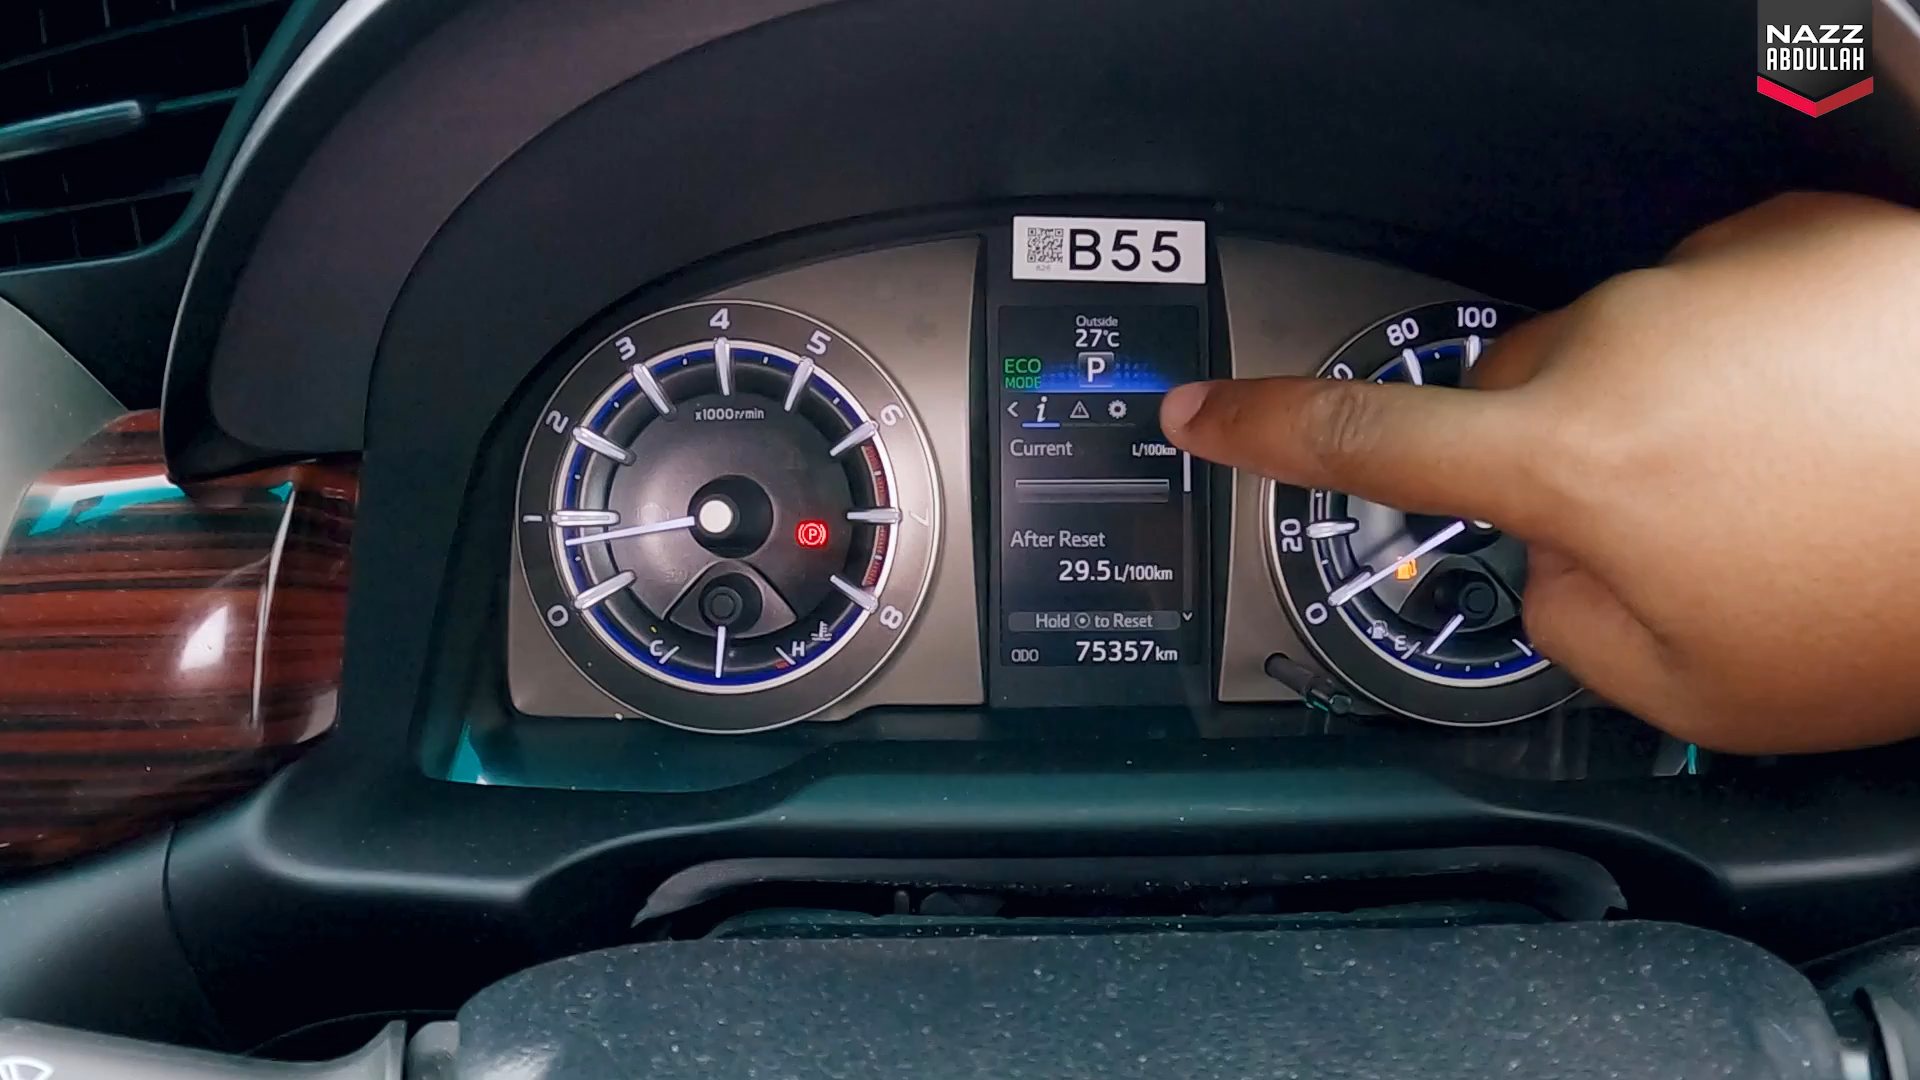 NAZZ
ABDULLAH
B55
Outside
27°C
ECO
MODE
P
i
Current
L/100km
After Reset
29.5 L/100km
Hold ⦿ to Reset
ODO 75357 km
0
1
2
3
4
5
6
7
8
x1000r/min
P
C
H
0
20
80
100
E